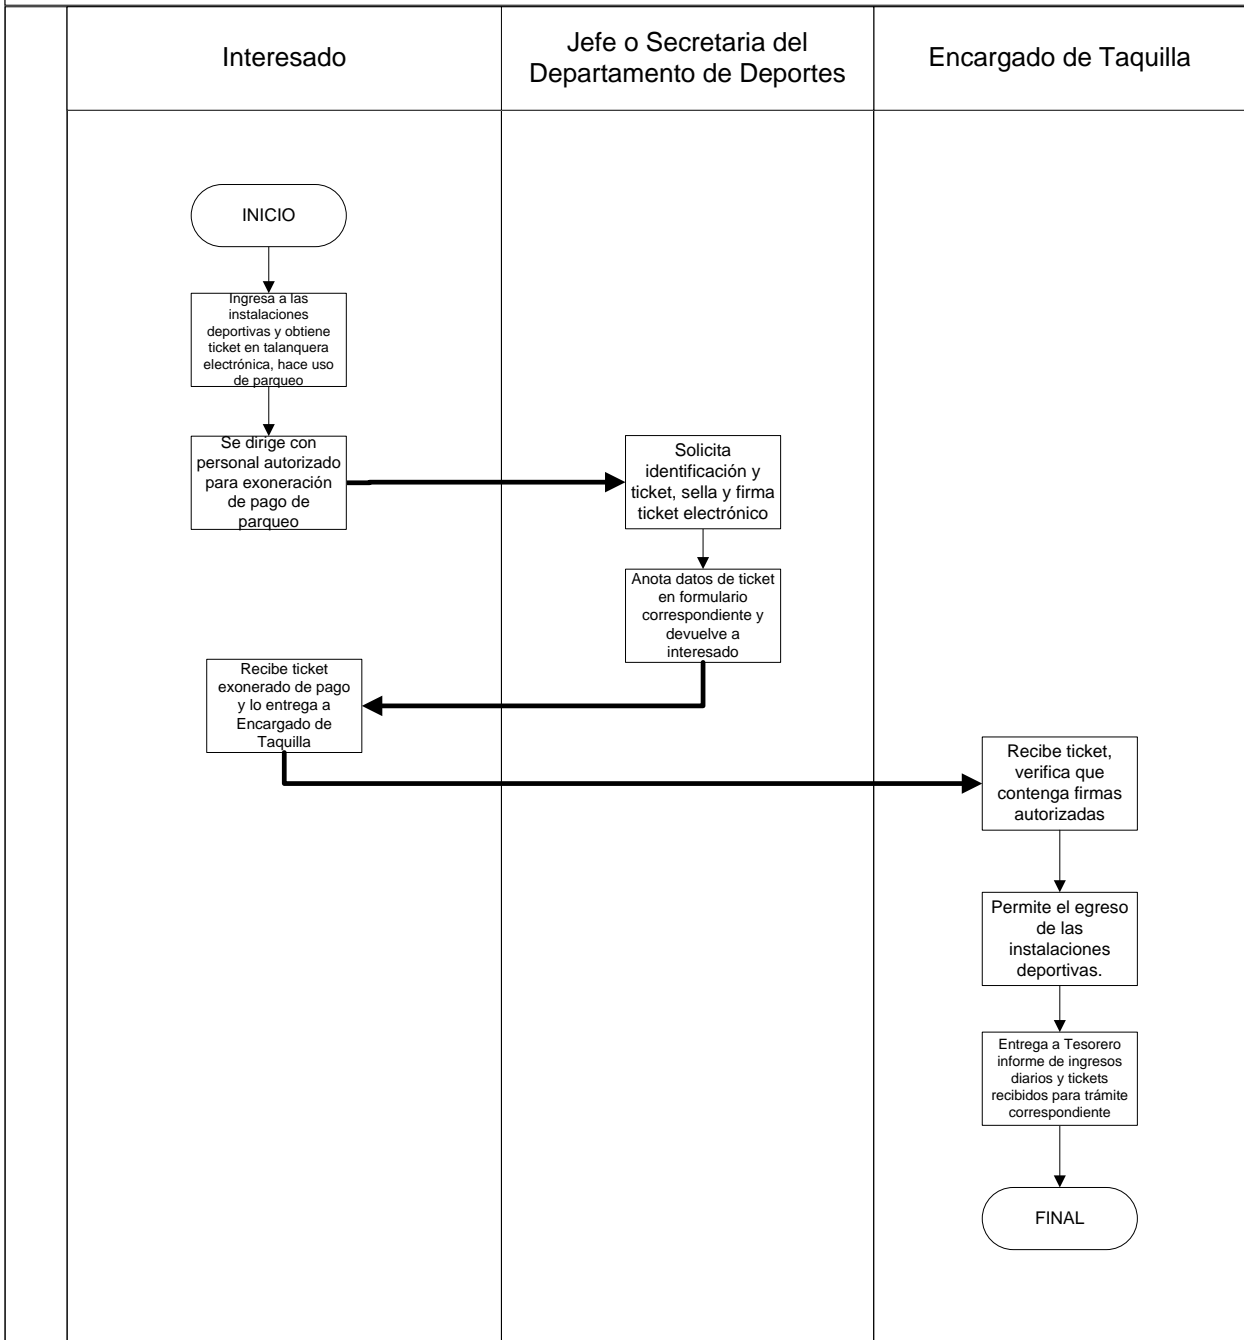 Interesado
Jefe o Secretaria del
Departamento de Deportes
Encargado de Taquilla
INICIO
Ingresa a las
instalaciones
deportivas y obtiene
ticket en talanquera
electrónica, hace uso
de parqueo
Se dirige con
personal autorizado
para exoneración
de pago de
parqueo
Solicita
identificación y
ticket, sella y firma
ticket electrónico
Anota datos de ticket
en formulario
correspondiente y
devuelve a
interesado
Recibe ticket
exonerado de pago
y lo entrega a
Encargado de
Taquilla
Recibe ticket,
verifica que
contenga firmas
autorizadas
Permite el egreso
de las
instalaciones
deportivas.
Entrega a Tesorero
informe de ingresos
diarios y tickets
recibidos para trámite
correspondiente
FINAL